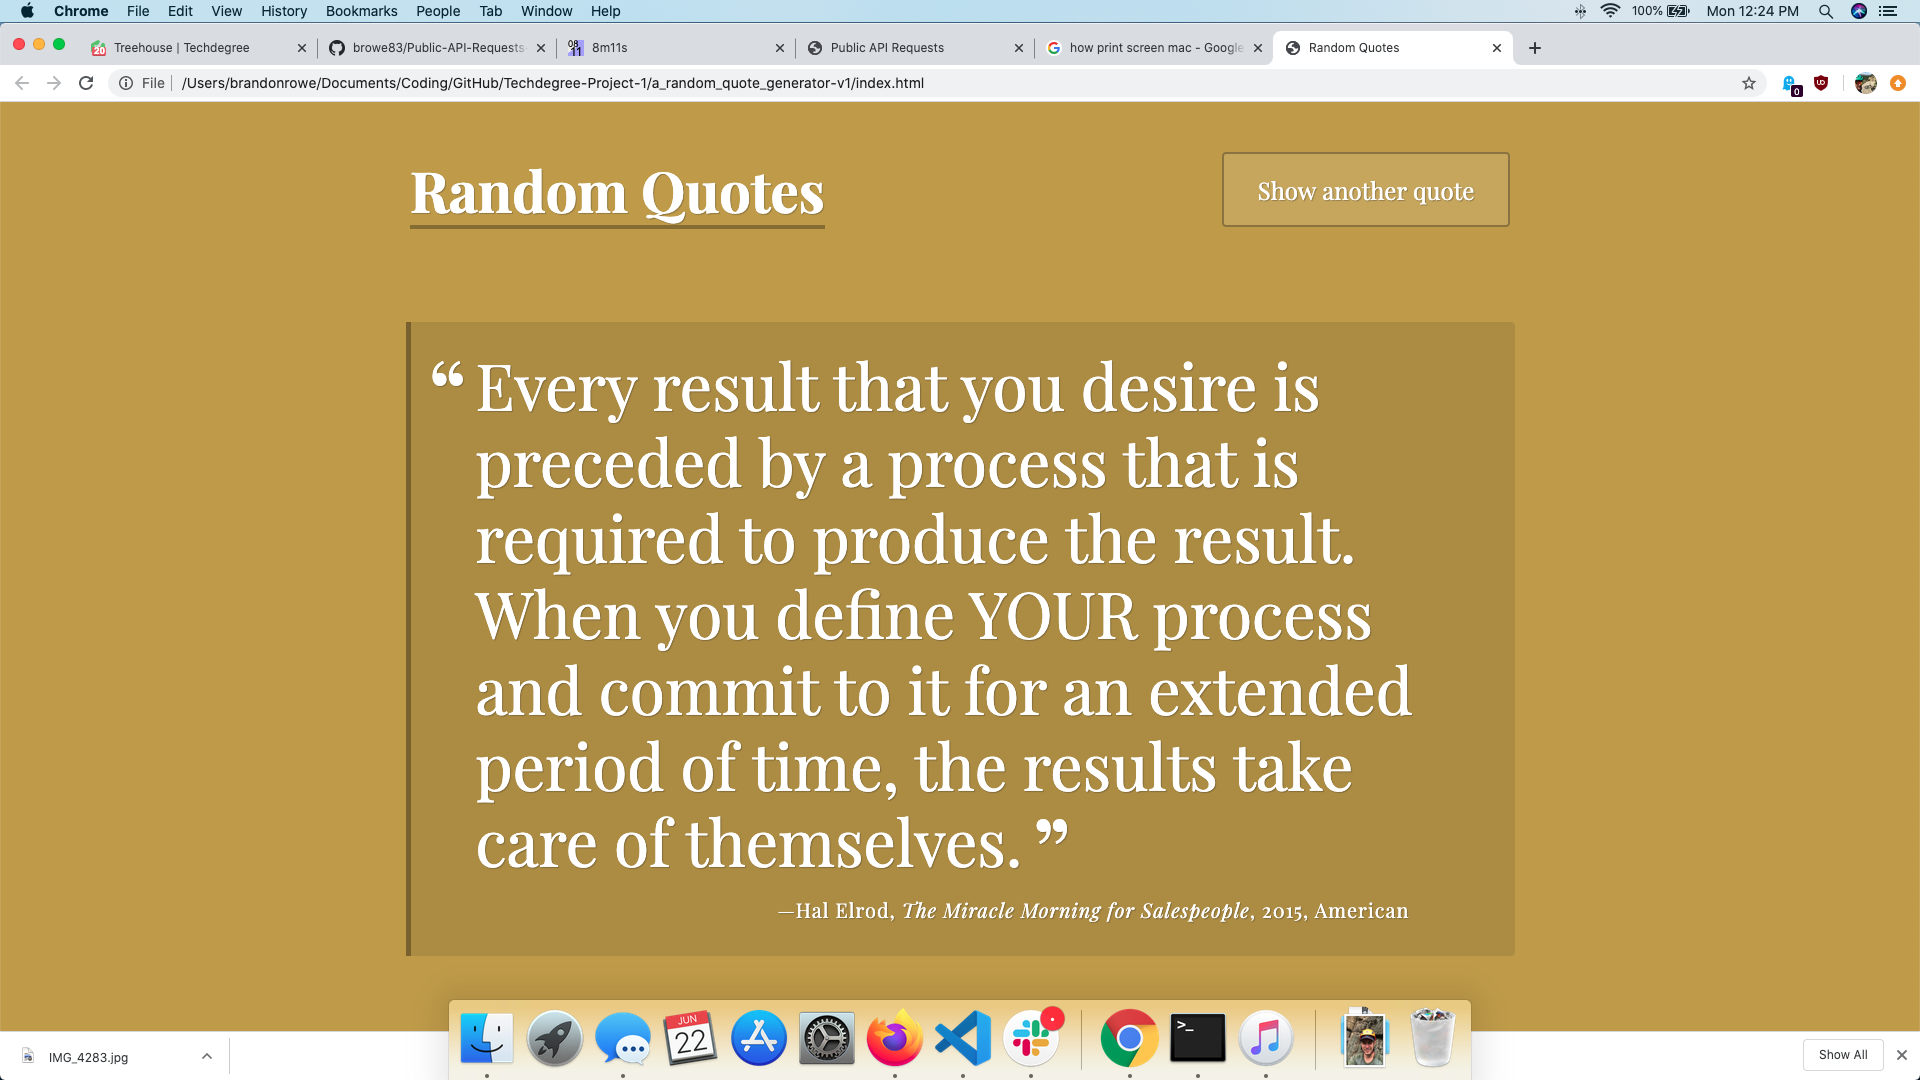 Chrome File Edit View History Bookmarks People Tab Window Help 100% Mon 12:24 PM
20 Treehouse | Techdegree browe83/Public-API-Requests 08 11 8m11s Public API Requests how print screen mac - Google Random Quotes
File /Users/brandonrowe/Documents/Coding/GitHub/Techdegree-Project-1/a_random_quote_generator-v1/index.html 0
Random Quotes
Show another quote
“ Every result that you desire is
preceded by a process that is
required to produce the result.
When you define YOUR process
and commit to it for an extended
period of time, the results take
care of themselves. ”
—Hal Elrod, The Miracle Morning for Salespeople, 2015, American
JUN
22
>_
IMG_4283.jpg
Show All